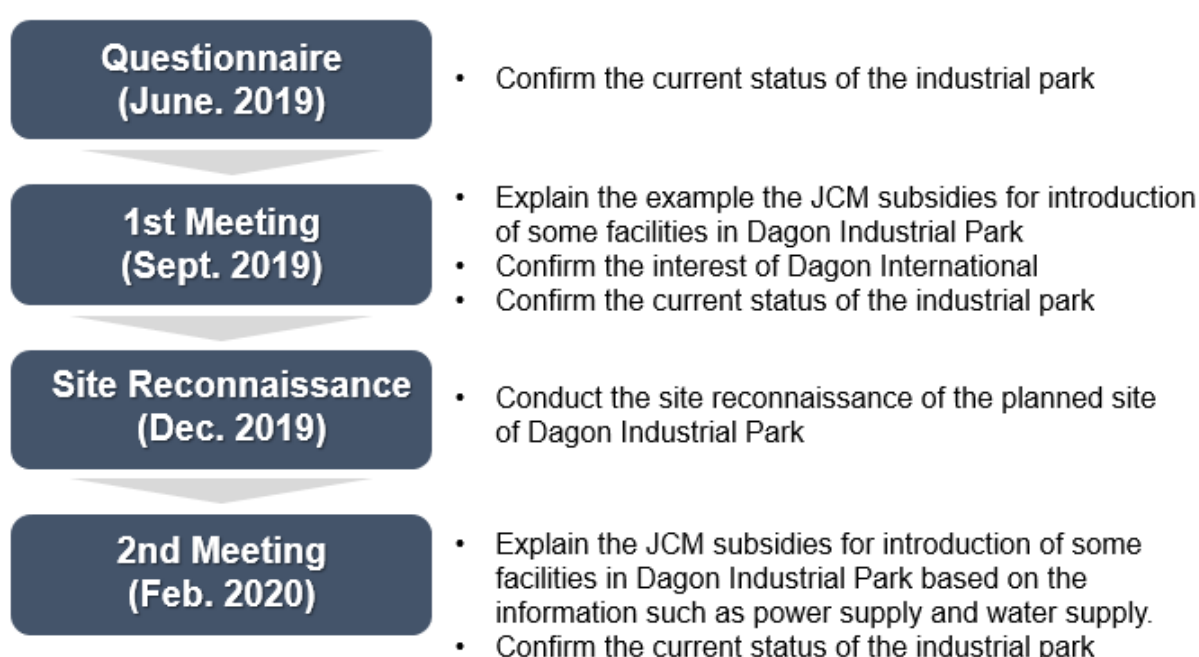 Questionnaire
(June. 2019)
• Confirm the current status of the industrial park
1st Meeting
(Sept. 2019)
• Explain the example the JCM subsidies for introduction
of some facilities in Dagon Industrial Park
• Confirm the interest of Dagon International
• Confirm the current status of the industrial park
Site Reconnaissance
(Dec. 2019)
• Conduct the site reconnaissance of the planned site
of Dagon Industrial Park
2nd Meeting
(Feb. 2020)
• Explain the JCM subsidies for introduction of some
facilities in Dagon Industrial Park based on the
information such as power supply and water supply.
• Confirm the current status of the industrial park